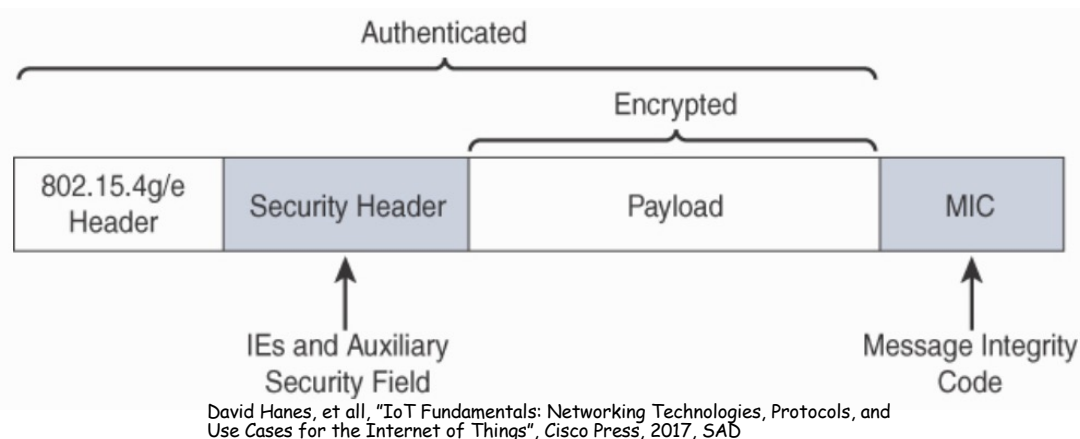 Authenticated
Encrypted
802.15.4g/e
Header
Security Header
Payload
MIC
IEs and Auxiliary
Security Field
Message Integrity
Code
David Hanes, et all, "IoT Fundamentals: Networking Technologies, Protocols, and
Use Cases for the Internet of Things", Cisco Press, 2017, SAD